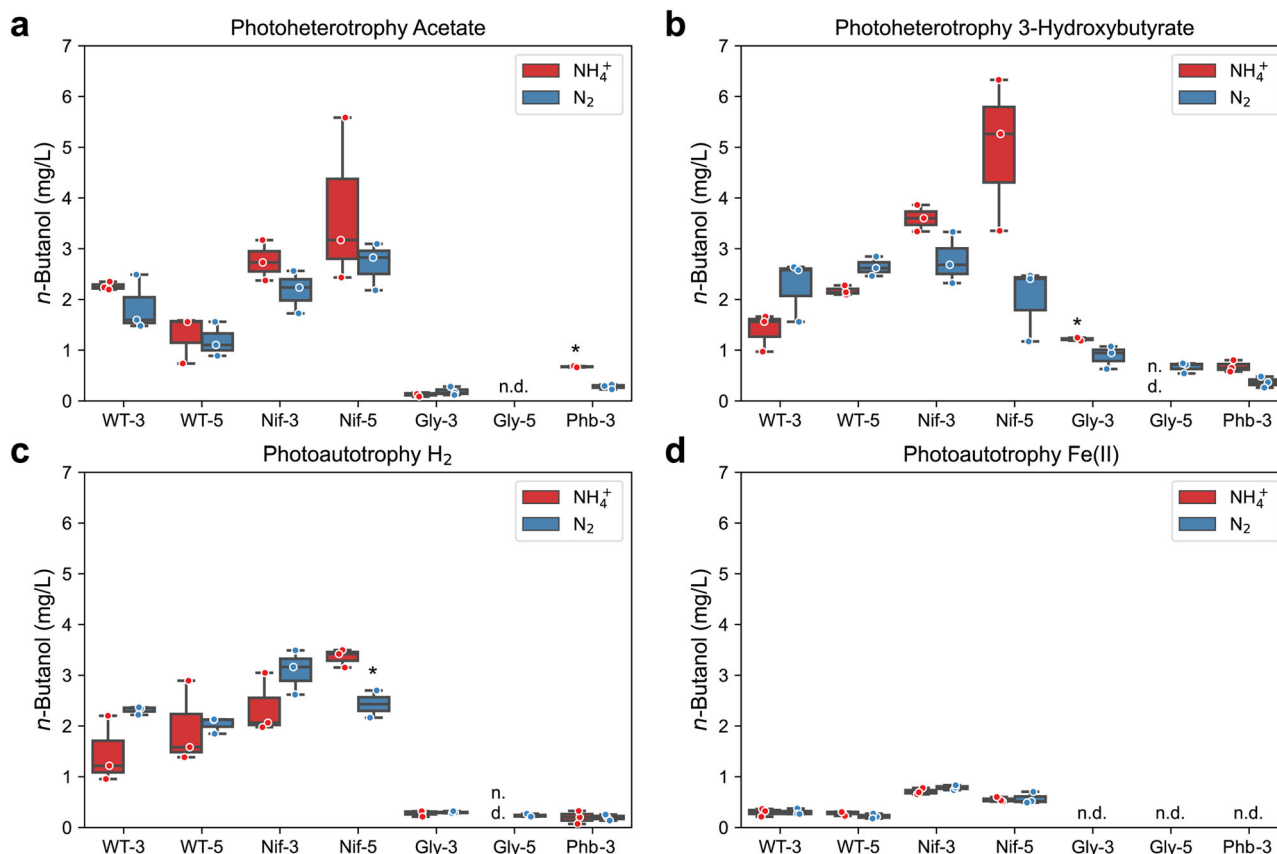 a
Photoheterotrophy Acetate
n-Butanol (mg/L)
7
6
5
4
3
2
1
0
NH₄⁺
N₂
*
n.d.
WT-3 WT-5 Nif-3 Nif-5 Gly-3 Gly-5 Phb-3
b
Photoheterotrophy 3-Hydroxybutyrate
n-Butanol (mg/L)
7
6
5
4
3
2
1
0
NH₄⁺
N₂
*
n.
d.
WT-3 WT-5 Nif-3 Nif-5 Gly-3 Gly-5 Phb-3
c
Photoautotrophy H₂
n-Butanol (mg/L)
7
6
5
4
3
2
1
0
NH₄⁺
N₂
*
n.
d.
WT-3 WT-5 Nif-3 Nif-5 Gly-3 Gly-5 Phb-3
d
Photoautotrophy Fe(II)
n-Butanol (mg/L)
7
6
5
4
3
2
1
0
NH₄⁺
N₂
n.d. n.d. n.d.
WT-3 WT-5 Nif-3 Nif-5 Gly-3 Gly-5 Phb-3